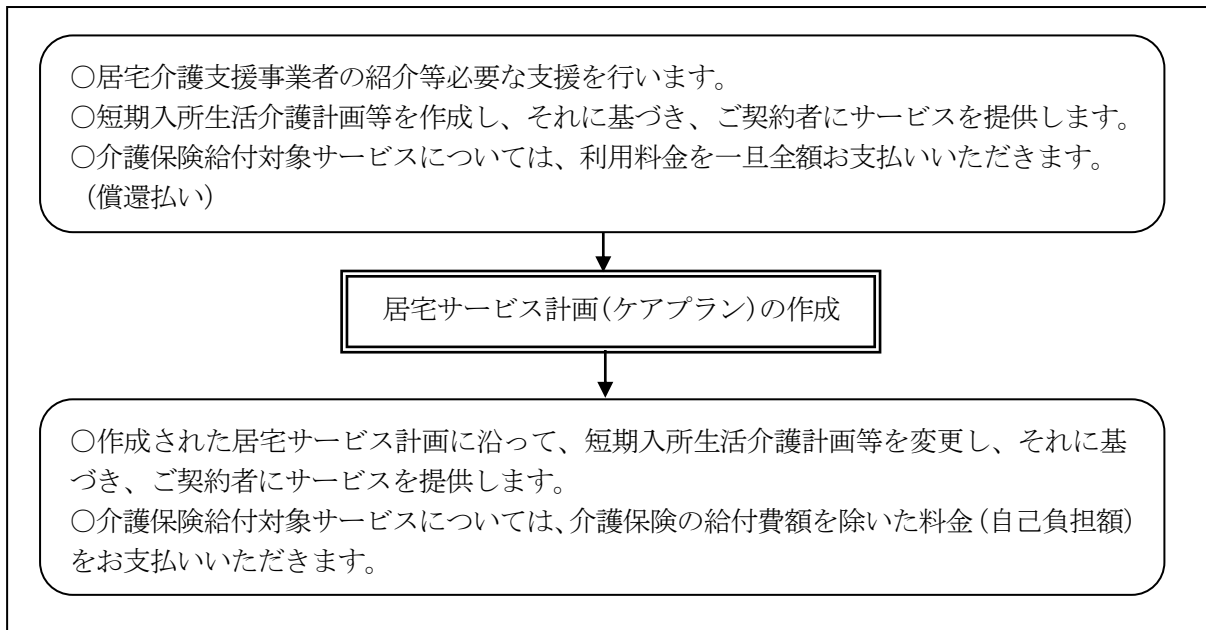 ○居宅介護支援事業者の紹介等必要な支援を行います。
○短期入所生活介護計画等を作成し、それに基づき、ご契約者にサービスを提供します。
○介護保険給付対象サービスについては、利用料金を一旦全額お支払いいただきます。
(償還払い)
居宅サービス計画(ケアプラン)の作成
○作成された居宅サービス計画に沿って、短期入所生活介護計画等を変更し、それに基
づき、ご契約者にサービスを提供します。
○介護保険給付対象サービスについては、介護保険の給付費額を除いた料金(自己負担額)
をお支払いいただきます。